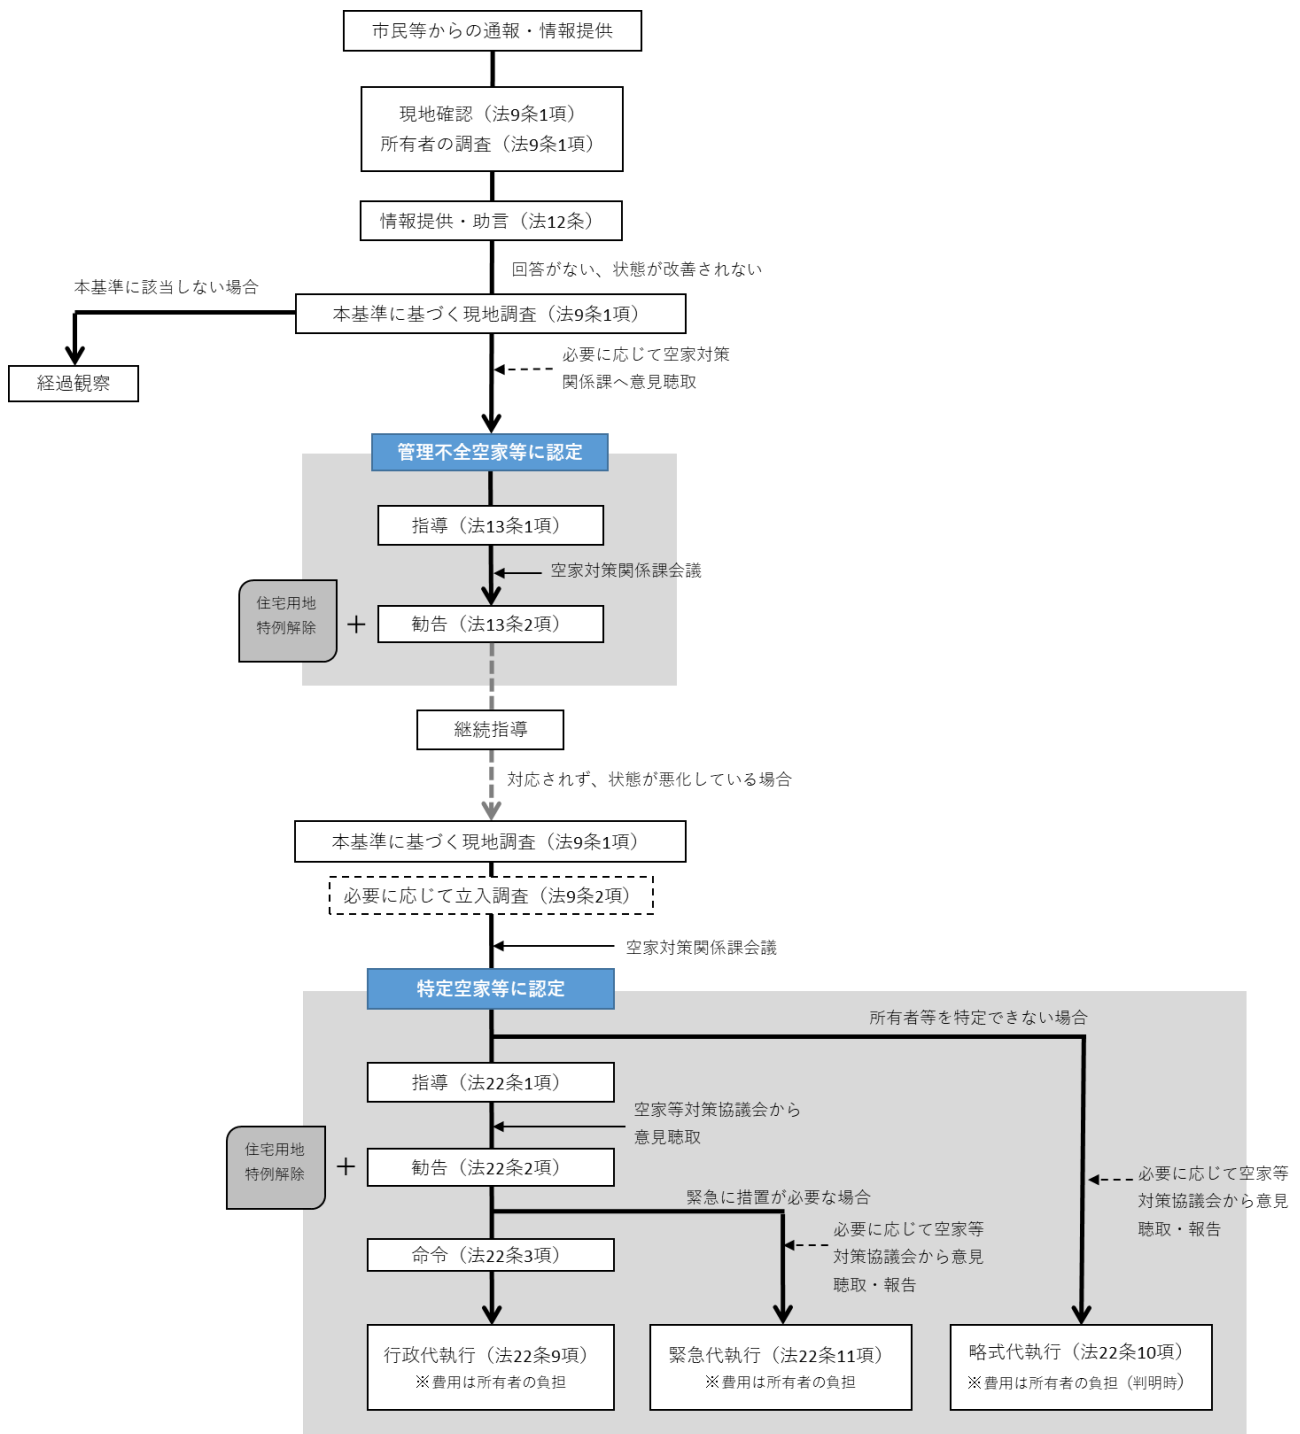 市民等からの通報・情報提供
現地確認（法9条1項）
所有者の調査（法9条1項）
情報提供・助言（法12条）
回答がない、状態が改善されない
本基準に該当しない場合
本基準に基づく現地調査（法9条1項）
必要に応じて空家対策
関係課へ意見聴取
経過観察
管理不全空家等に認定
指導（法13条1項）
空家対策関係課会議
住宅用地
特例解除
＋
勧告（法13条2項）
継続指導
対応されず、状態が悪化している場合
本基準に基づく現地調査（法9条1項）
必要に応じて立入調査（法9条2項）
空家対策関係課会議
特定空家等に認定
所有者等を特定できない場合
指導（法22条1項）
空家等対策協議会から
意見聴取
住宅用地
特例解除
＋
勧告（法22条2項）
緊急に措置が必要な場合
必要に応じて空家等
対策協議会から意見
聴取・報告
必要に応じて空家等
対策協議会から意見
聴取・報告
命令（法22条3項）
行政代執行（法22条9項）
※費用は所有者の負担
緊急代執行（法22条11項）
※費用は所有者の負担
略式代執行（法22条10項）
※費用は所有者の負担（判明時）